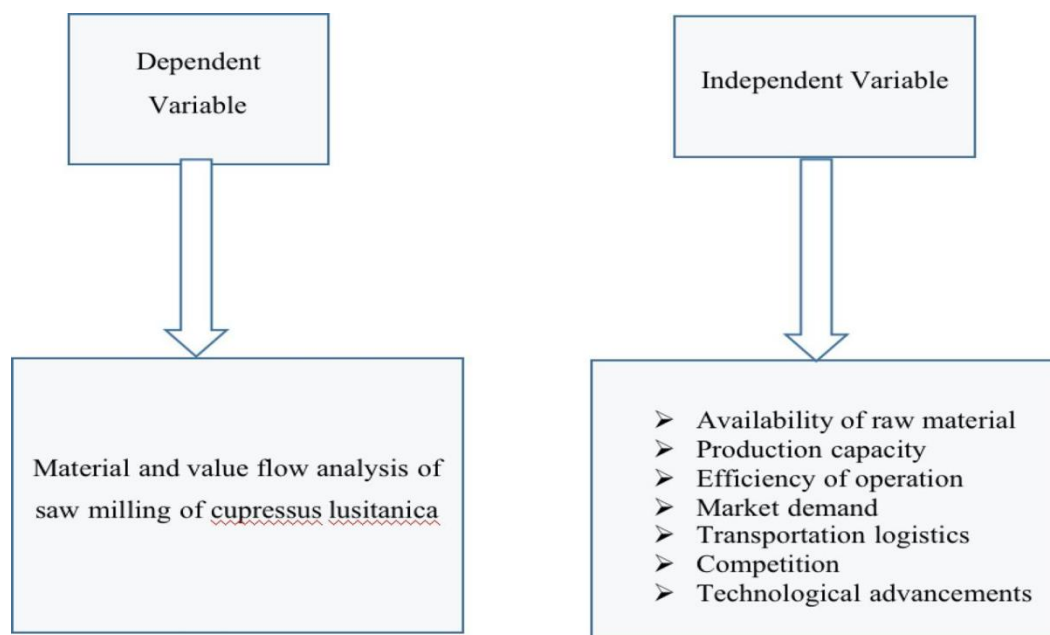 Dependent
Variable
Independent Variable
Material and value flow analysis of
saw milling of cupressus lusitanica
➢ Availability of raw material
➢ Production capacity
➢ Efficiency of operation
➢ Market demand
➢ Transportation logistics
➢ Competition
➢ Technological advancements